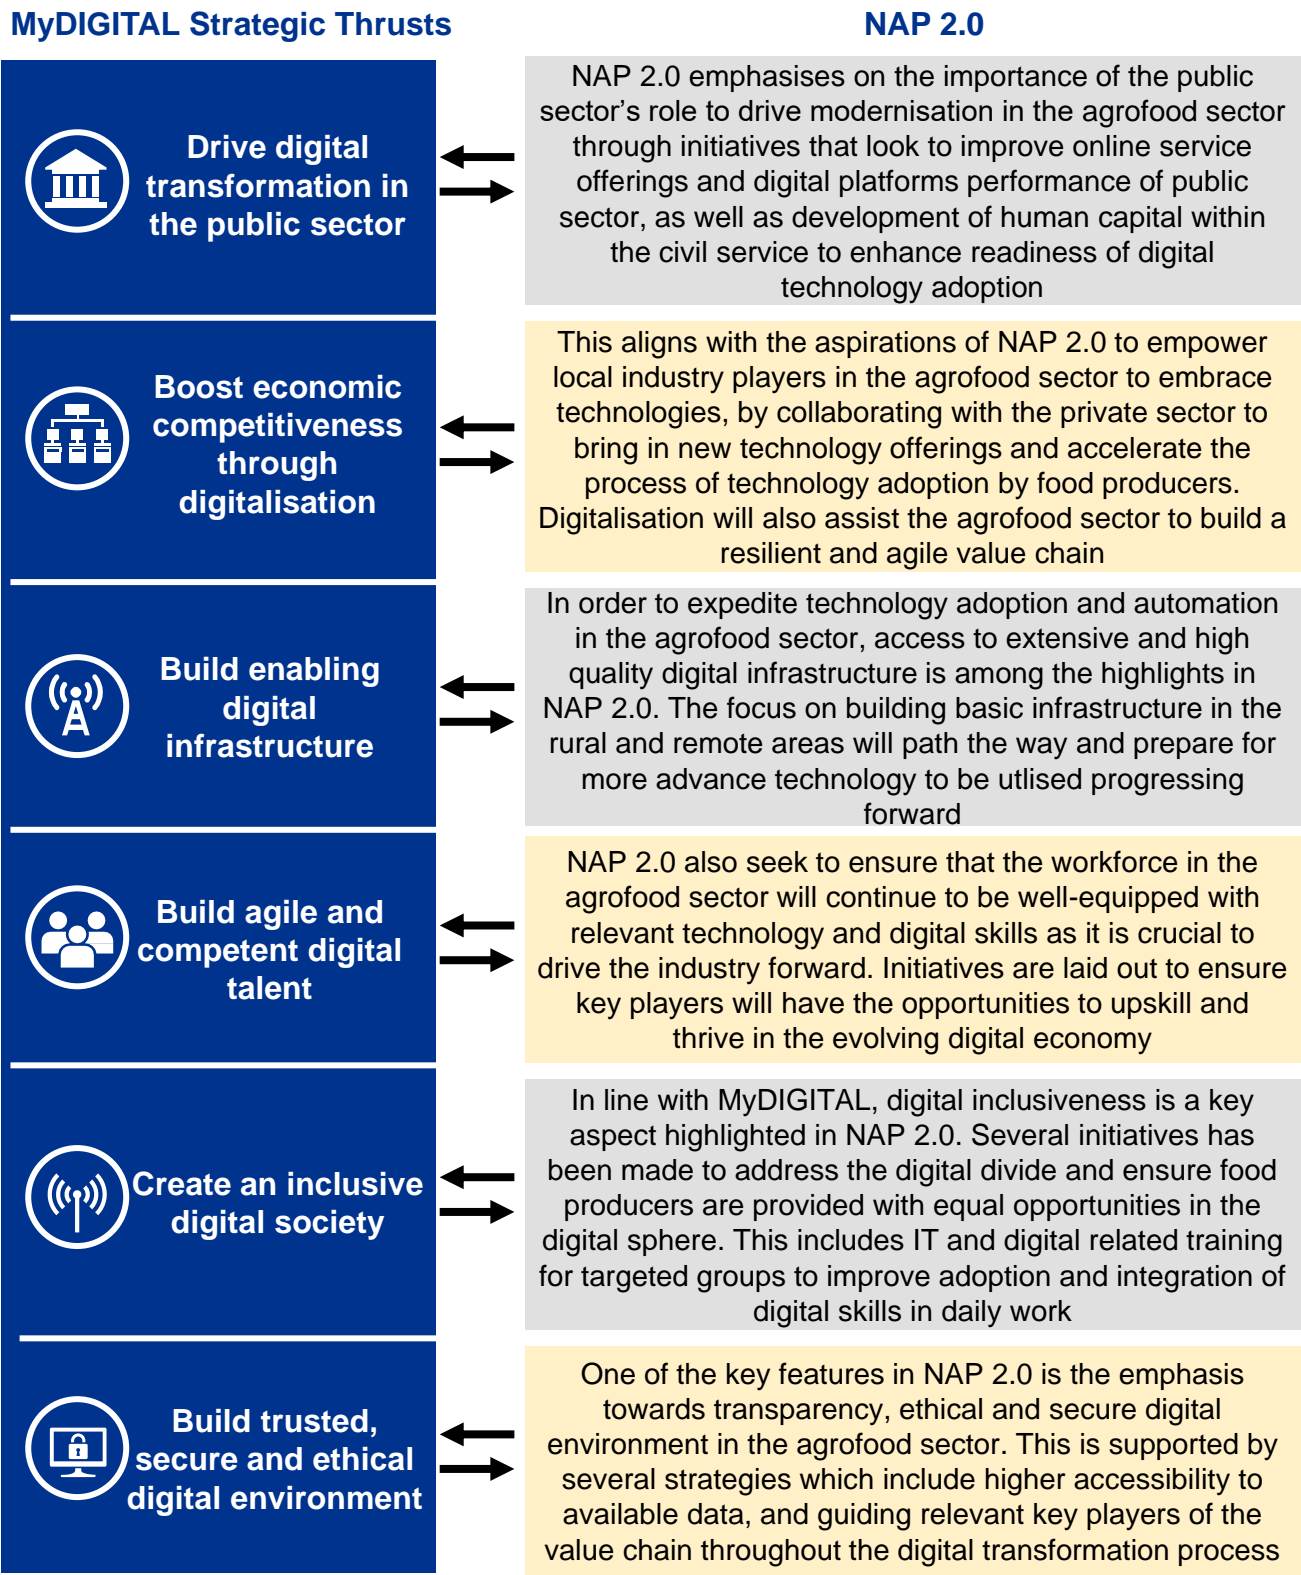 MyDIGITAL Strategic Thrusts
NAP 2.0
Drive digital
transformation in
the public sector
NAP 2.0 emphasises on the importance of the public
sector's role to drive modernisation in the agrofood sector
through initiatives that look to improve online service
offerings and digital platforms performance of public
sector, as well as development of human capital within
the civil service to enhance readiness of digital
technology adoption
Boost economic
competitiveness
through
digitalisation
This aligns with the aspirations of NAP 2.0 to empower
local industry players in the agrofood sector to embrace
technologies, by collaborating with the private sector to
bring in new technology offerings and accelerate the
process of technology adoption by food producers.
Digitalisation will also assist the agrofood sector to build a
resilient and agile value chain
Build enabling
digital
infrastructure
In order to expedite technology adoption and automation
in the agrofood sector, access to extensive and high
quality digital infrastructure is among the highlights in
NAP 2.0. The focus on building basic infrastructure in the
rural and remote areas will path the way and prepare for
more advance technology to be utlised progressing
forward
Build agile and
competent digital
talent
NAP 2.0 also seek to ensure that the workforce in the
agrofood sector will continue to be well-equipped with
relevant technology and digital skills as it is crucial to
drive the industry forward. Initiatives are laid out to ensure
key players will have the opportunities to upskill and
thrive in the evolving digital economy
Create an inclusive
digital society
In line with MyDIGITAL, digital inclusiveness is a key
aspect highlighted in NAP 2.0. Several initiatives has
been made to address the digital divide and ensure food
producers are provided with equal opportunities in the
digital sphere. This includes IT and digital related training
for targeted groups to improve adoption and integration of
digital skills in daily work
Build trusted,
secure and ethical
digital environment
One of the key features in NAP 2.0 is the emphasis
towards transparency, ethical and secure digital
environment in the agrofood sector. This is supported by
several strategies which include higher accessibility to
available data, and guiding relevant key players of the
value chain throughout the digital transformation process